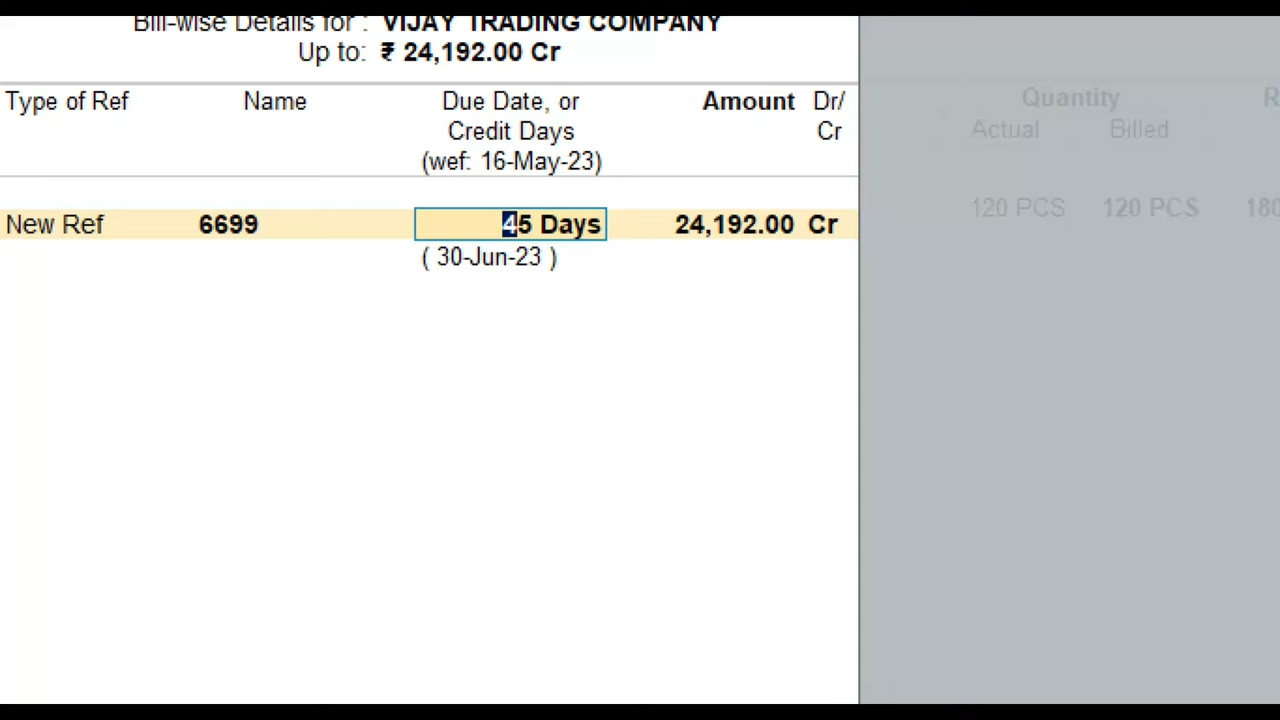 Bill-wise Details for : VIJAY TRADING COMPANY
Up to: ₹ 24,192.00 Cr
Type of Ref Name Due Date, or Amount Dr/
Credit Days Cr
(wef: 16-May-23)
New Ref 6699 45 Days 24,192.00 Cr
( 30-Jun-23 )
Quantity
Actual Billed
120 PCS 120 PCS 180